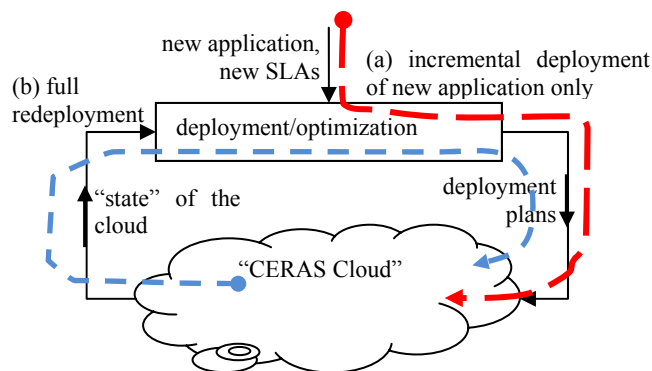 new application,
new SLAs
(a) incremental deployment
of new application only
(b) full
redeployment
deployment/optimization
“state” of the
cloud
deployment
plans
“CERAS Cloud”